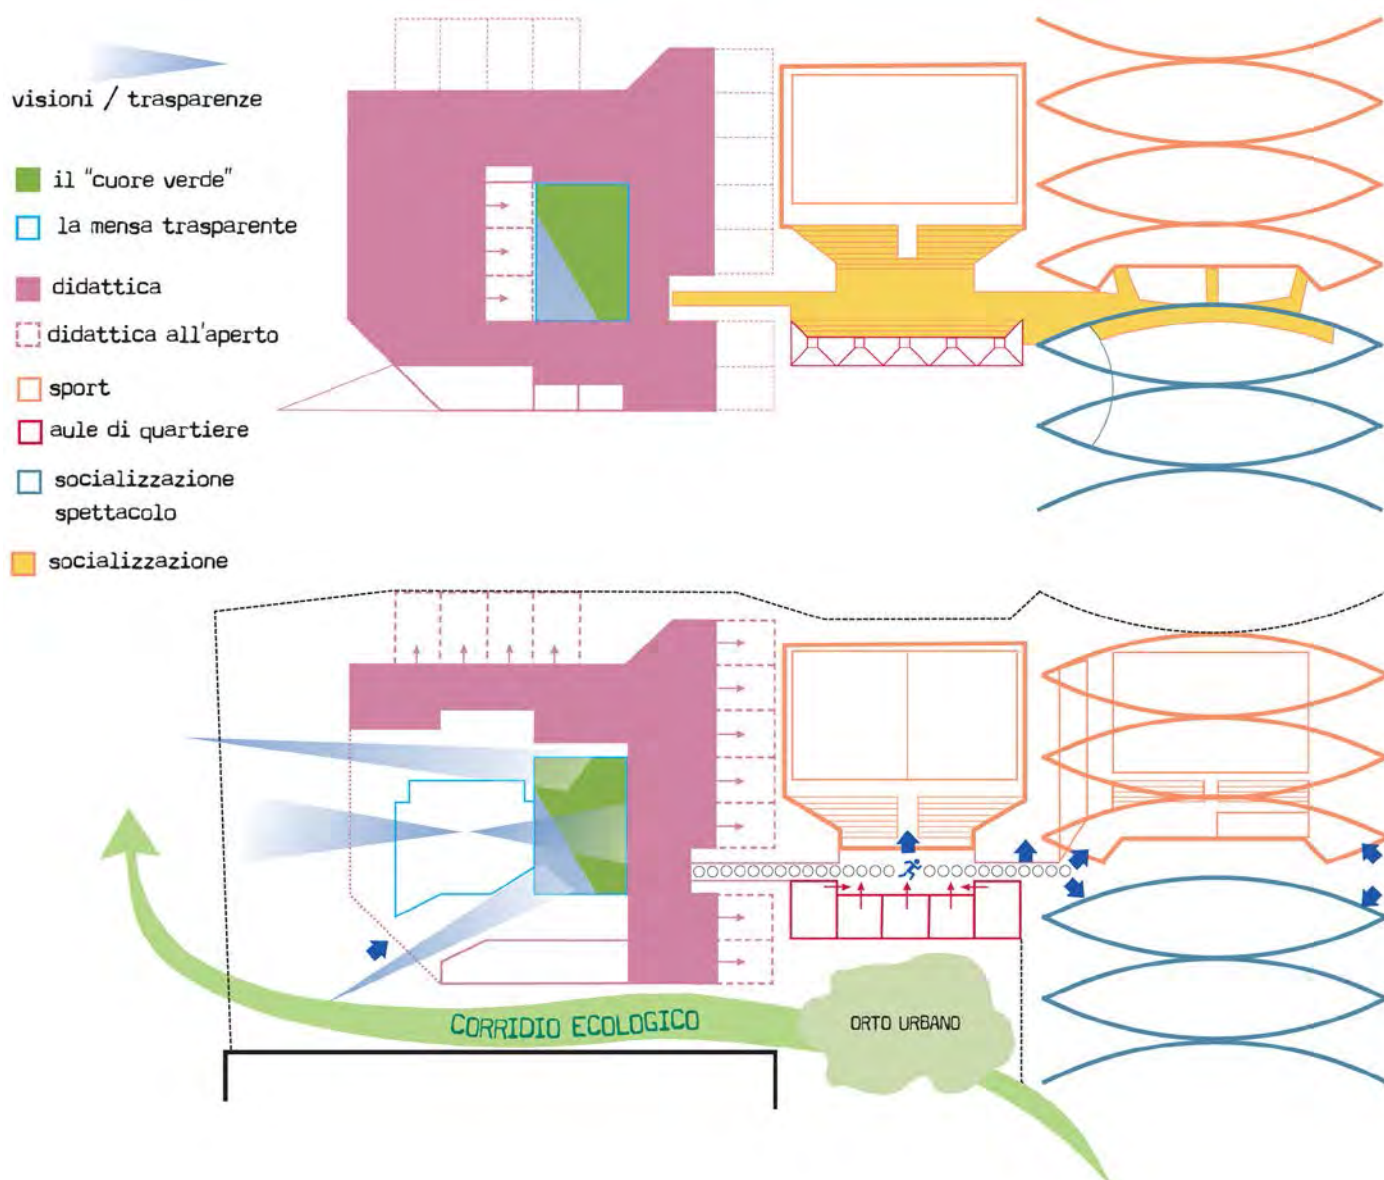 visioni / trasparenze
il "cuore verde"
la mensa trasparente
didattica
didattica all'aperto
sport
aule di quartiere
socializzazione
spettacolo
socializzazione
CORRIDIO ECOLOGICO
ORTO URBANO